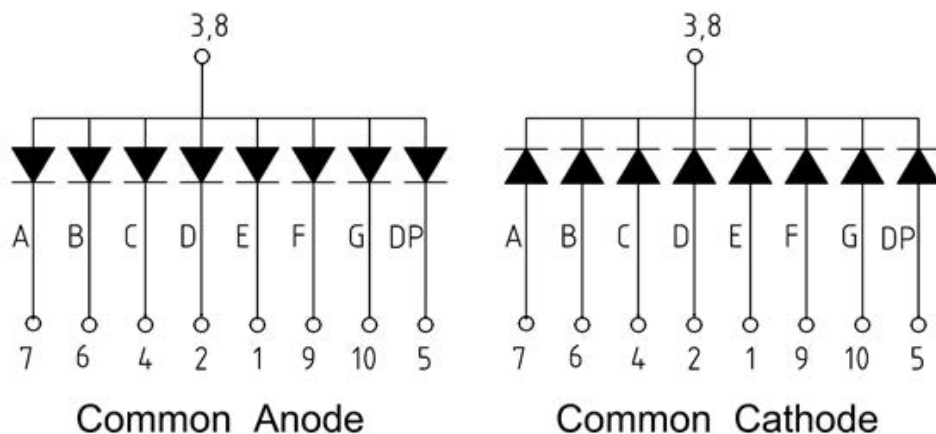 3,8 3,8
A B C D E F G DP A B C D E F G DP
7 6 4 2 1 9 10 5 7 6 4 2 1 9 10 5
Common Anode Common Cathode